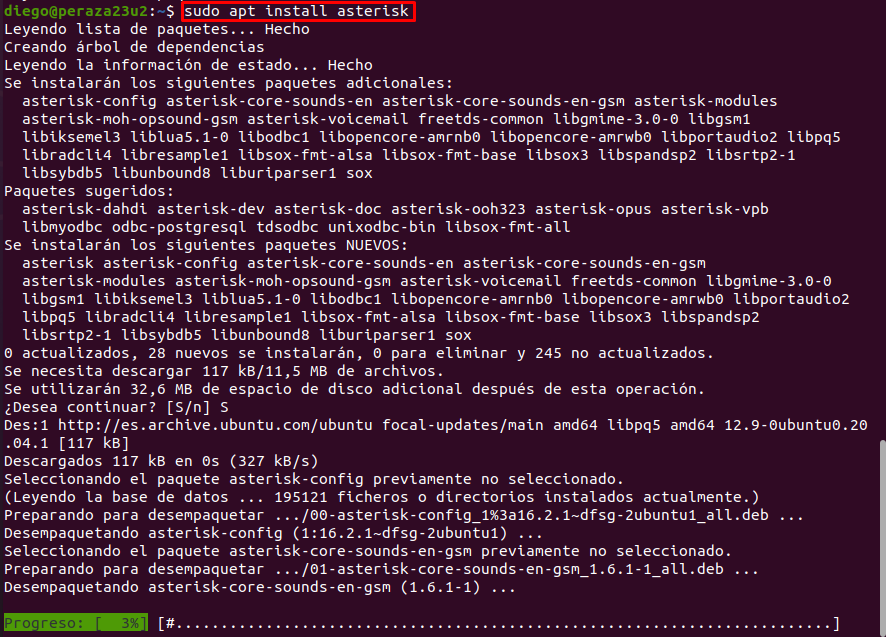 diego@peraza23u2:~$ sudo apt install asterisk
Leyendo lista de paquetes... Hecho
Creando árbol de dependencias
Leyendo la información de estado... Hecho
Se instalarán los siguientes paquetes adicionales:
  asterisk-config asterisk-core-sounds-en asterisk-core-sounds-en-gsm asterisk-modules
  asterisk-moh-opsound-gsm asterisk-voicemail freetds-common libgmime-3.0-0 libgsm1
  libiksemel3 liblua5.1-0 libodbc1 libopencore-amrnb0 libopencore-amrwb0 libportaudio2 libpq5
  libradcli4 libresample1 libsox-fmt-alsa libsox-fmt-base libsox3 libspandsp2 libsrtp2-1
  libsybdb5 libunbound8 liburiparser1 sox
Paquetes sugeridos:
  asterisk-dahdi asterisk-dev asterisk-doc asterisk-ooh323 asterisk-opus asterisk-vpb
  libmyodbc odbc-postgresql tdsodbc unixodbc-bin libsox-fmt-all
Se instalarán los siguientes paquetes NUEVOS:
  asterisk asterisk-config asterisk-core-sounds-en asterisk-core-sounds-en-gsm
  asterisk-modules asterisk-moh-opsound-gsm asterisk-voicemail freetds-common libgmime-3.0-0
  libgsm1 libiksemel3 liblua5.1-0 libodbc1 libopencore-amrnb0 libopencore-amrwb0 libportaudio2
  libpq5 libradcli4 libresample1 libsox-fmt-alsa libsox-fmt-base libsox3 libspandsp2
  libsrtp2-1 libsybdb5 libunbound8 liburiparser1 sox
0 actualizados, 28 nuevos se instalarán, 0 para eliminar y 245 no actualizados.
Se necesita descargar 117 kB/11,5 MB de archivos.
Se utilizarán 32,6 MB de espacio de disco adicional después de esta operación.
¿Desea continuar? [S/n] S
Des:1 http://es.archive.ubuntu.com/ubuntu focal-updates/main amd64 libpq5 amd64 12.9-0ubuntu0.20
.04.1 [117 kB]
Descargados 117 kB en 0s (327 kB/s)
Seleccionando el paquete asterisk-config previamente no seleccionado.
(Leyendo la base de datos ... 195121 ficheros o directorios instalados actualmente.)
Preparando para desempaquetar .../00-asterisk-config_1%3a16.2.1~dfsg-2ubuntu1_all.deb ...
Desempaquetando asterisk-config (1:16.2.1~dfsg-2ubuntu1) ...
Seleccionando el paquete asterisk-core-sounds-en-gsm previamente no seleccionado.
Preparando para desempaquetar .../01-asterisk-core-sounds-en-gsm_1.6.1-1_all.deb ...
Desempaquetando asterisk-core-sounds-en-gsm (1.6.1-1) ...
Progreso: [  3%] [#.........................................................................]